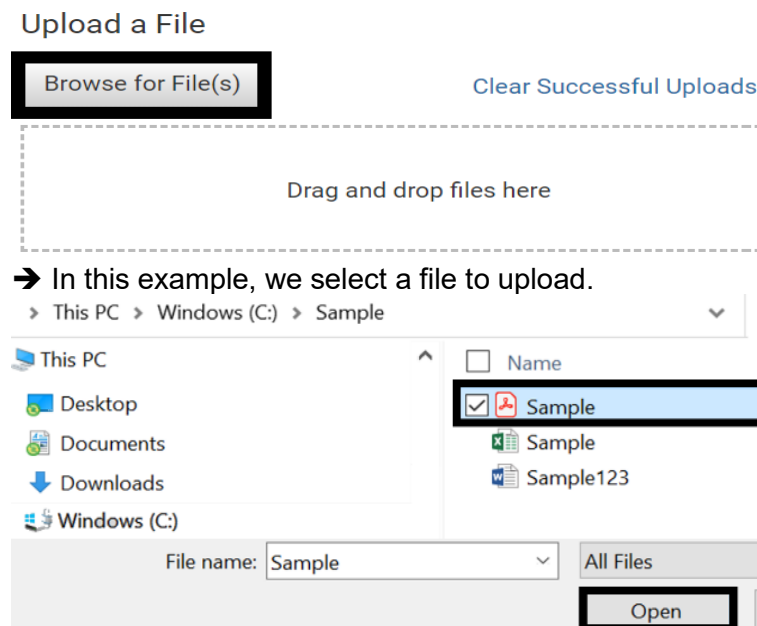 Upload a File
Browse for File(s)
Clear Successful Uploads
Drag and drop files here
➔ In this example, we select a file to upload.
> This PC > Windows (C:) > Sample
This PC
Name
Desktop
Sample
Documents
Sample
Downloads
Sample123
Windows (C:)
File name: Sample
All Files
Open